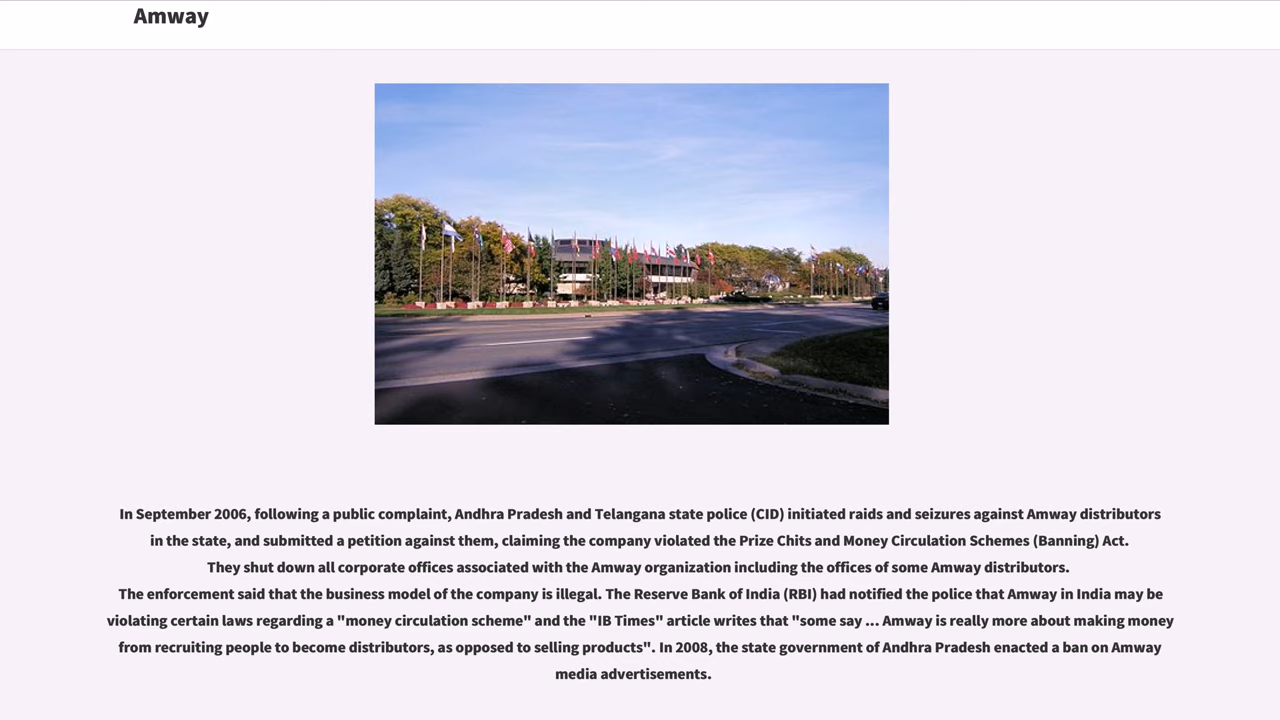 Amway
In September 2006, following a public complaint, Andhra Pradesh and Telangana state police (CID) initiated raids and seizures against Amway distributors
in the state, and submitted a petition against them, claiming the company violated the Prize Chits and Money Circulation Schemes (Banning) Act.
They shut down all corporate offices associated with the Amway organization including the offices of some Amway distributors.
The enforcement said that the business model of the company is illegal. The Reserve Bank of India (RBI) had notified the police that Amway in India may be
violating certain laws regarding a "money circulation scheme" and the "IB Times" article writes that "some say ... Amway is really more about making money
from recruiting people to become distributors, as opposed to selling products". In 2008, the state government of Andhra Pradesh enacted a ban on Amway
media advertisements.